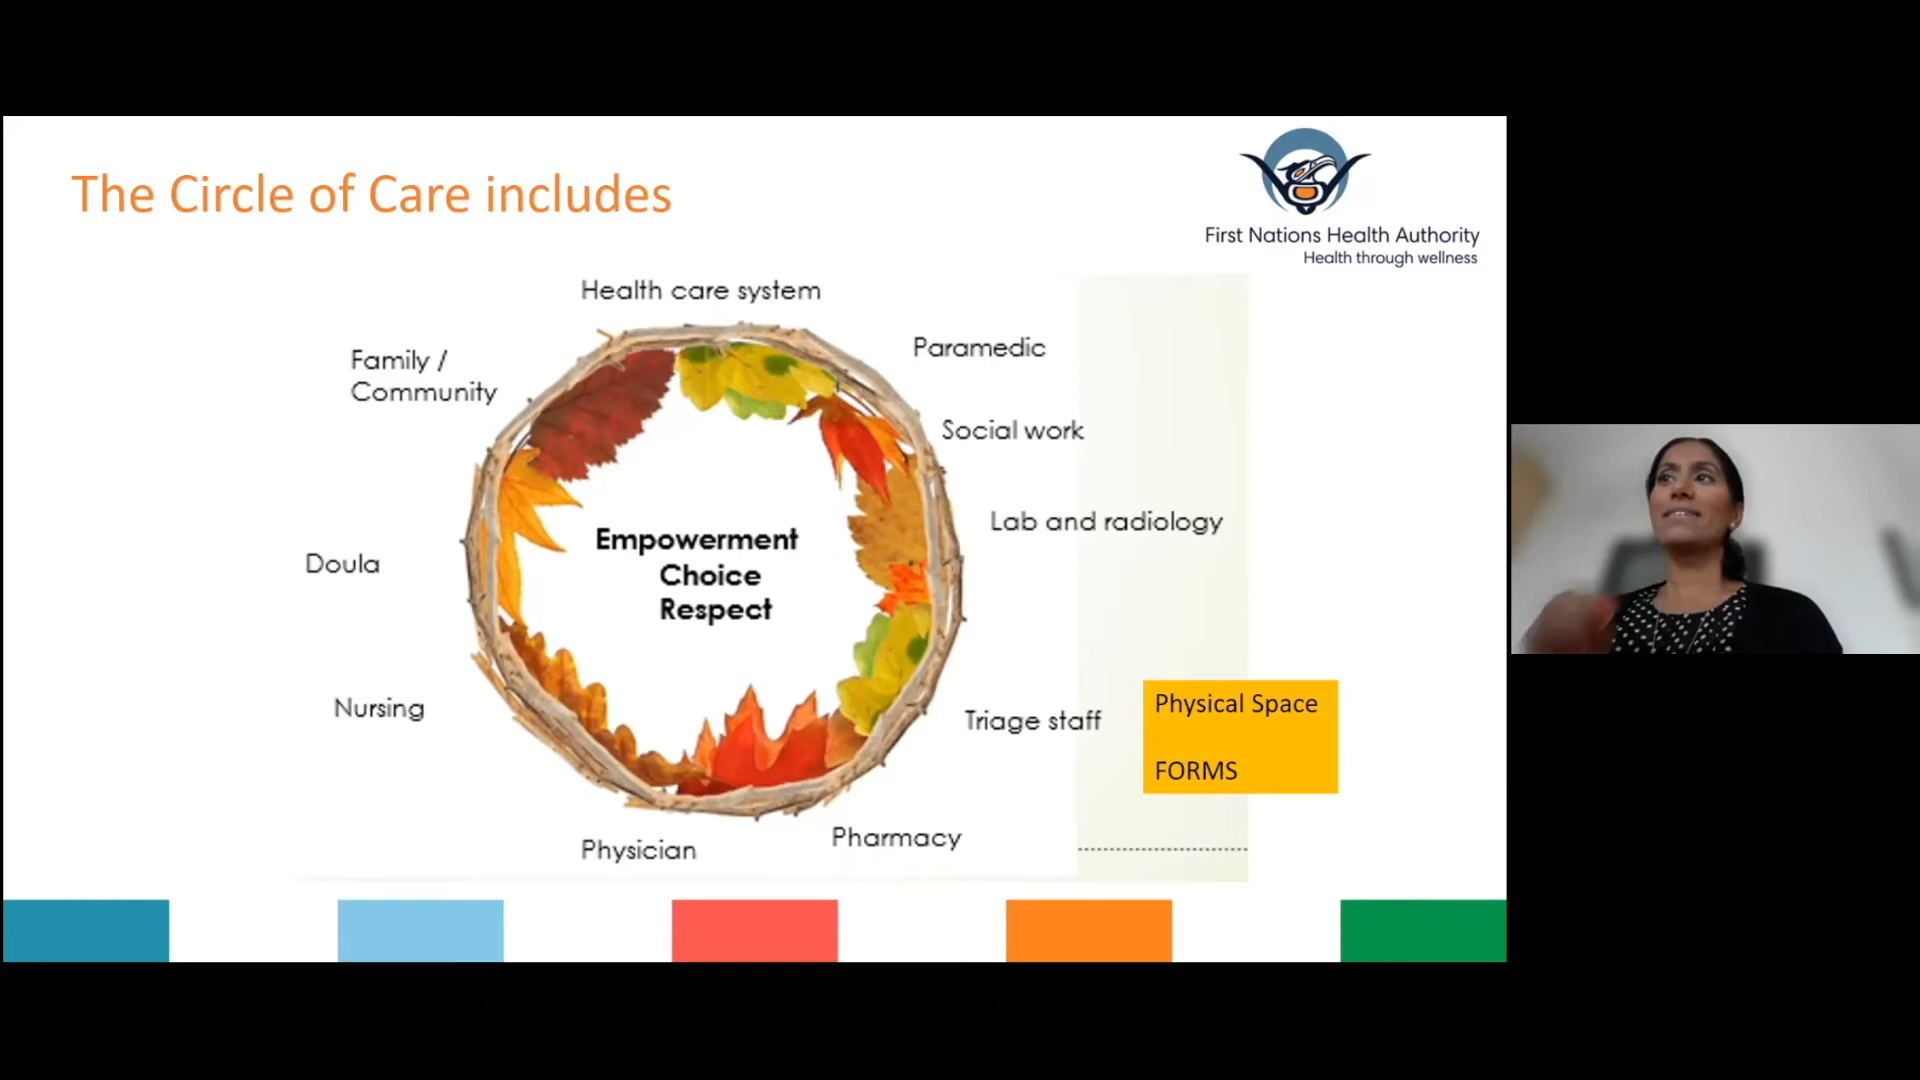 The Circle of Care includes
First Nations Health Authority
Health through wellness
Health care system
Paramedic
Family /
Community
Social work
Lab and radiology
Empowerment
Choice
Respect
Doula
Nursing
Triage staff
Physical Space
FORMS
Physician
Pharmacy